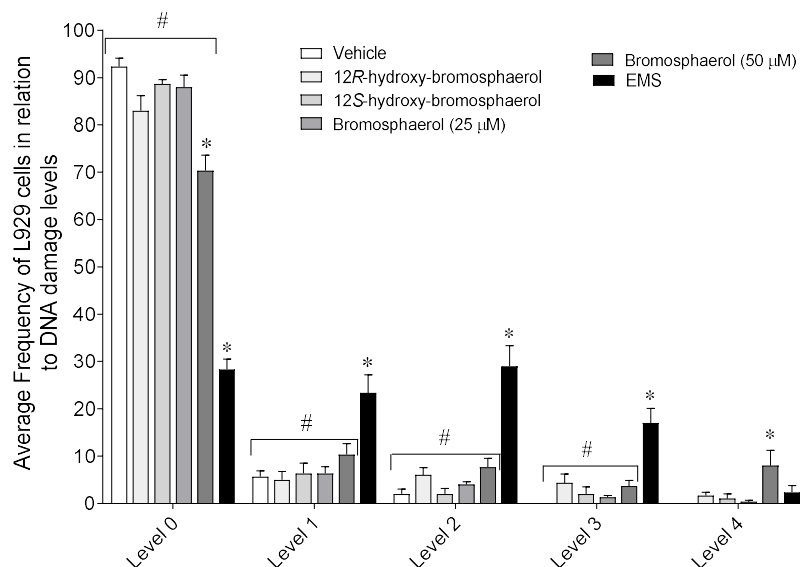 #
100
90
80
70
60
50
40
30
20
10
0
Average Frequency of L929 cells in relation
to DNA damage levels
Vehicle
12R-hydroxy-bromosphaerol
12S-hydroxy-bromosphaerol
Bromosphaerol (25 µM)
Bromosphaerol (50 µM)
EMS
*
*
#
*
#
*
#
*
*
Level 0
Level 1
Level 2
Level 3
Level 4